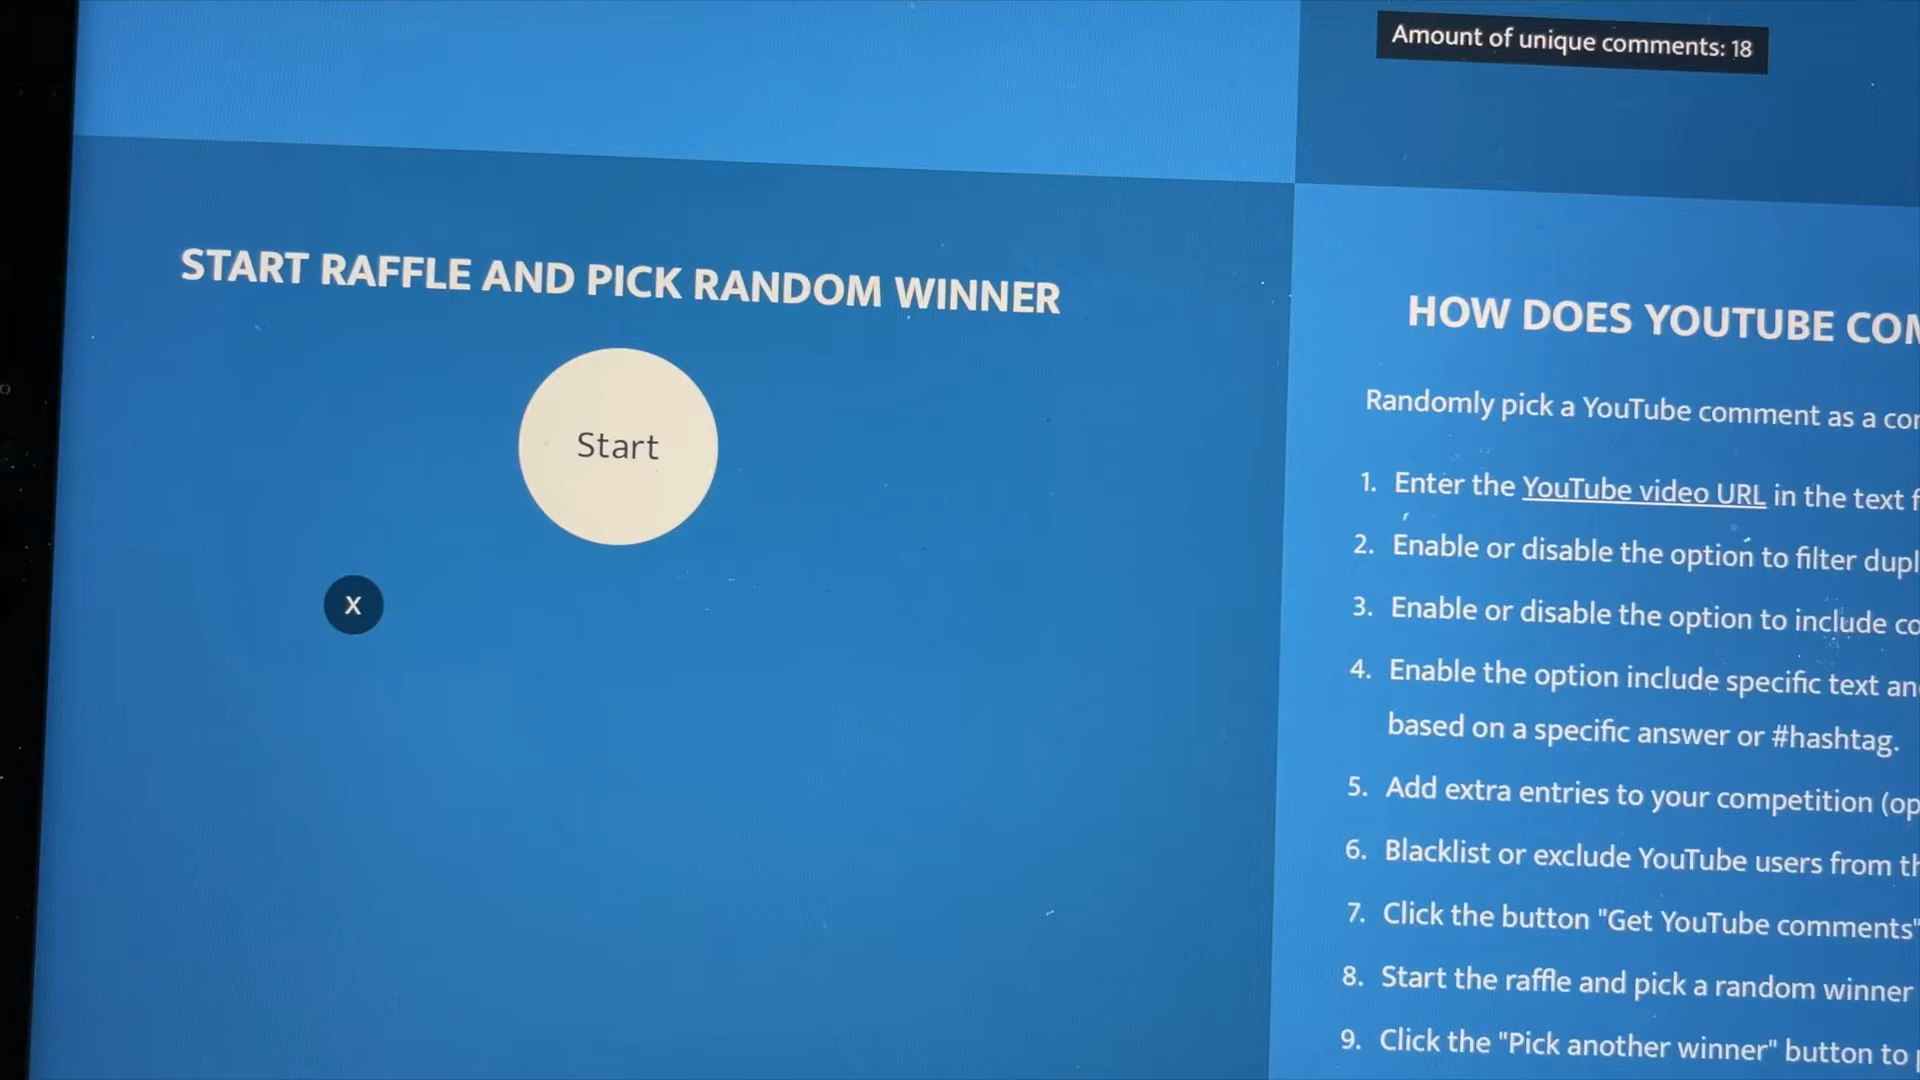 Amount of unique comments: 18
START RAFFLE AND PICK RANDOM WINNER
Start
X
HOW DOES YOUTUBE
Randomly pick a YouTube comment as a
1. Enter the YouTube video URL in the text
2. Enable or disable the option to filter
3. Enable or disable the option to include
4. Enable the option include specific text
based on a specific answer or #hashtag.
5. Add extra entries to your competition
6. Blacklist or exclude YouTube users from
7. Click the button "Get YouTube comments"
8. Start the raffle and pick a random winner
9. Click the "Pick another winner" button to